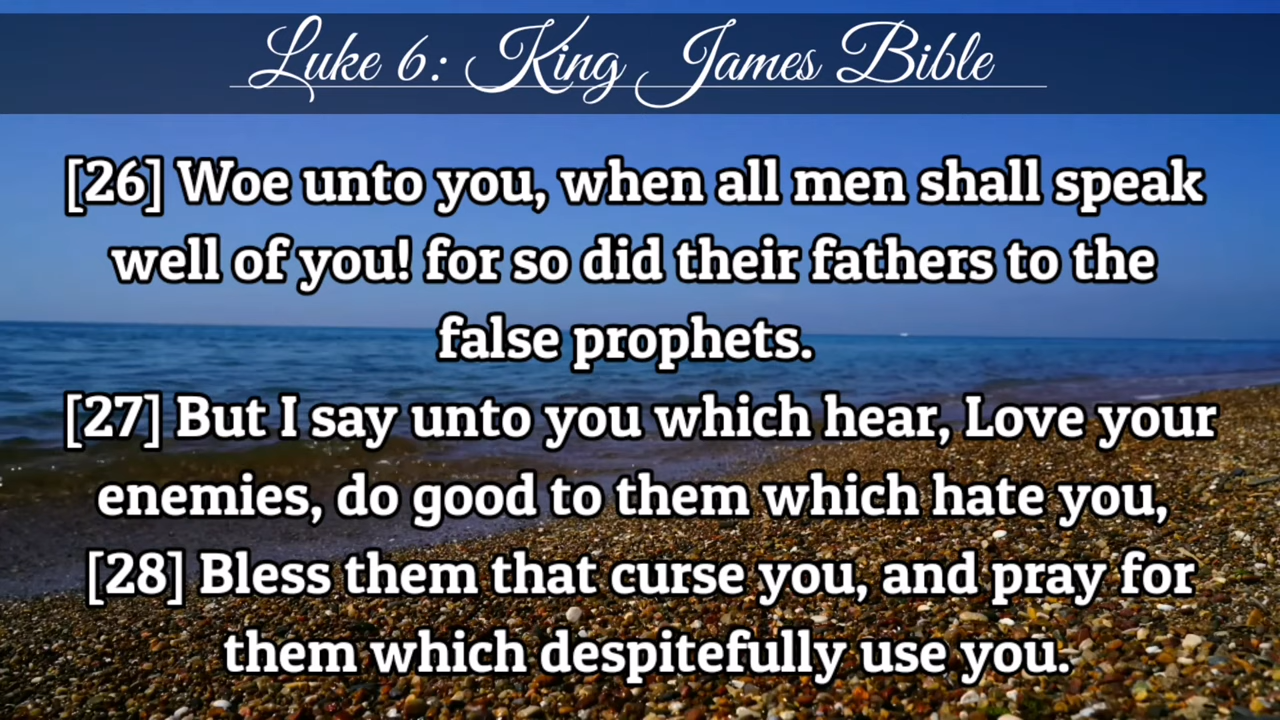 Luke 6: King James Bible
[26] Woe unto you, when all men shall speak
well of you! for so did their fathers to the
false prophets.
[27] But I say unto you which hear, Love your
enemies, do good to them which hate you,
[28] Bless them that curse you, and pray for
them which despitefully use you.